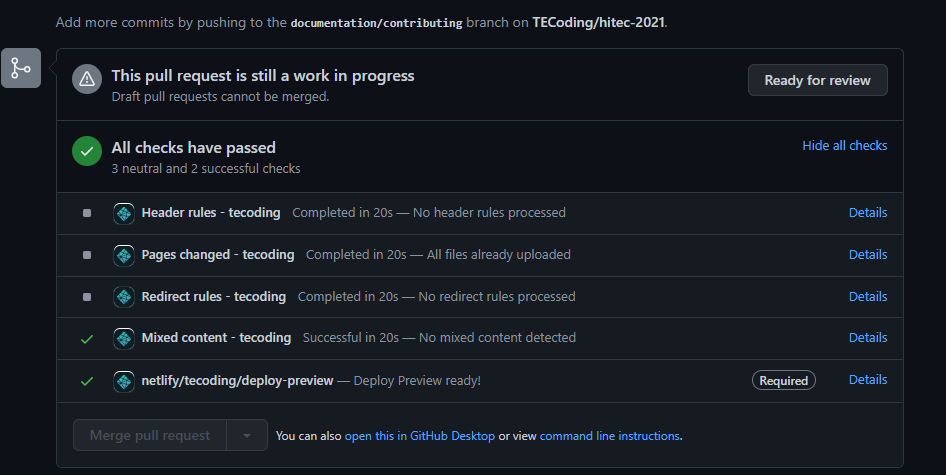 Add more commits by pushing to the documentation/contributing branch on TECoding/hitec-2021.
This pull request is still a work in progress
Draft pull requests cannot be merged.
Ready for review
All checks have passed
3 neutral and 2 successful checks
Hide all checks
Header rules - tecoding Completed in 20s — No header rules processed Details
Pages changed - tecoding Completed in 20s — All files already uploaded Details
Redirect rules - tecoding Completed in 20s — No redirect rules processed Details
Mixed content - tecoding Successful in 20s — No mixed content detected Details
netlify/tecoding/deploy-preview — Deploy Preview ready! Required Details
Merge pull request You can also open this in GitHub Desktop or view command line instructions.